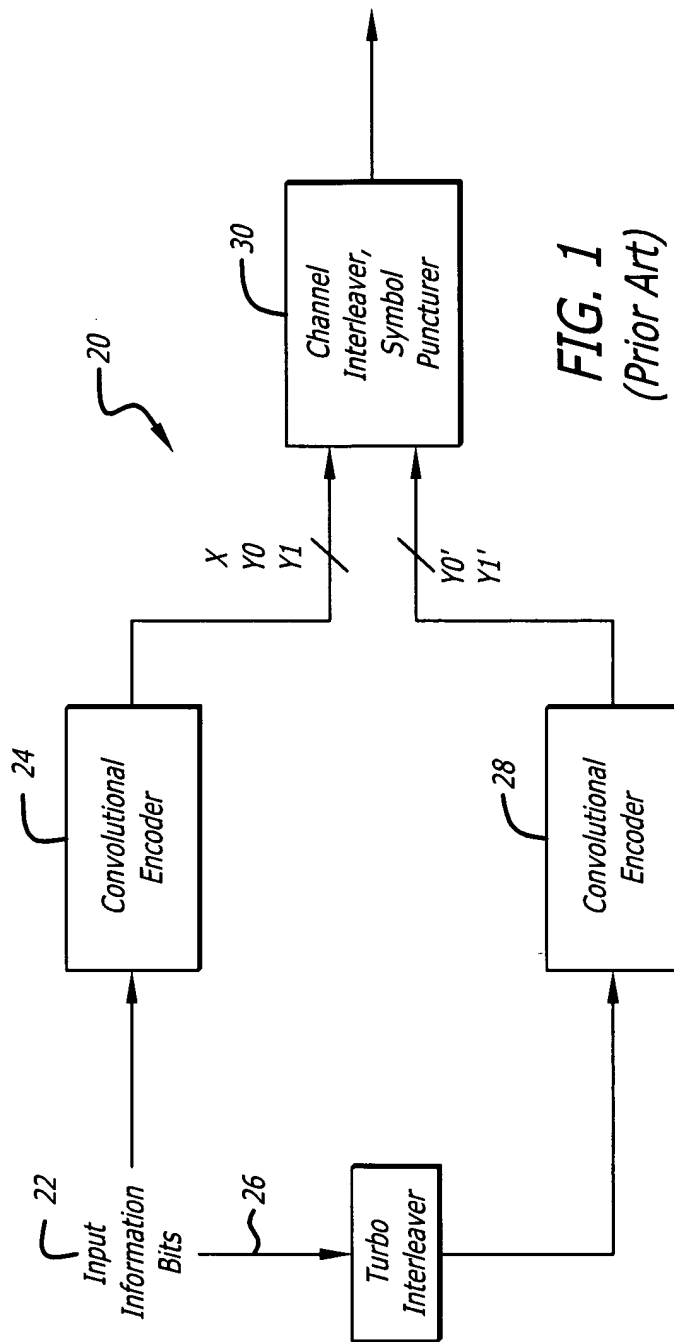 20
22
Input
Information
Bits
24
Convolutional
Encoder
X
Y0
Y1
30
Channel
Interleaver,
Symbol
Puncturer
26
Turbo
Interleaver
28
Convolutional
Encoder
Y0'
Y1'
FIG. 1
(Prior Art)